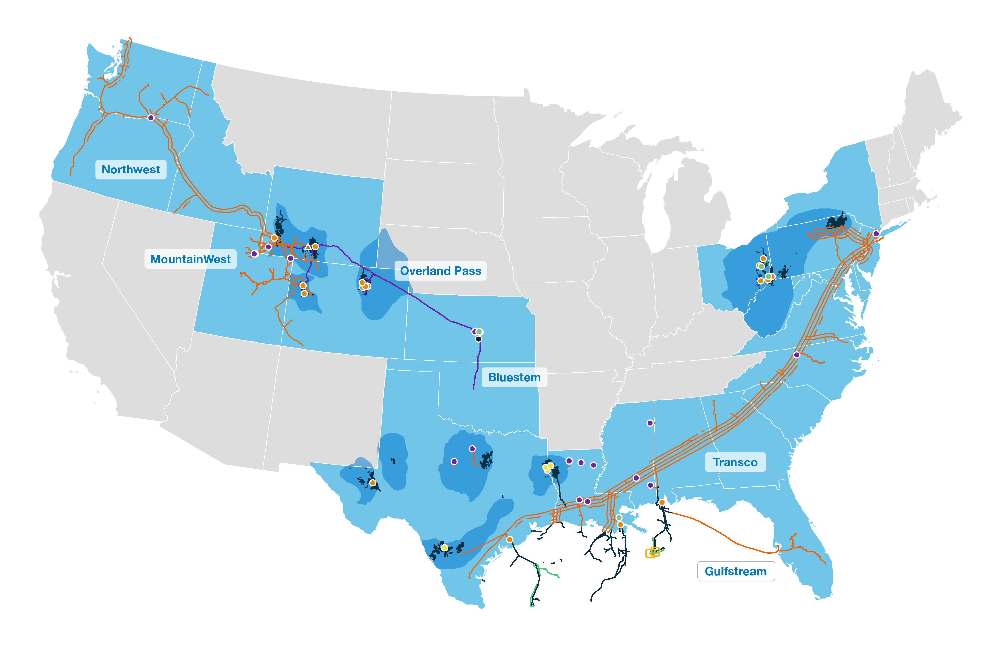 Northwest
MountainWest
Overland Pass
Bluestem
Transco
Gulfstream